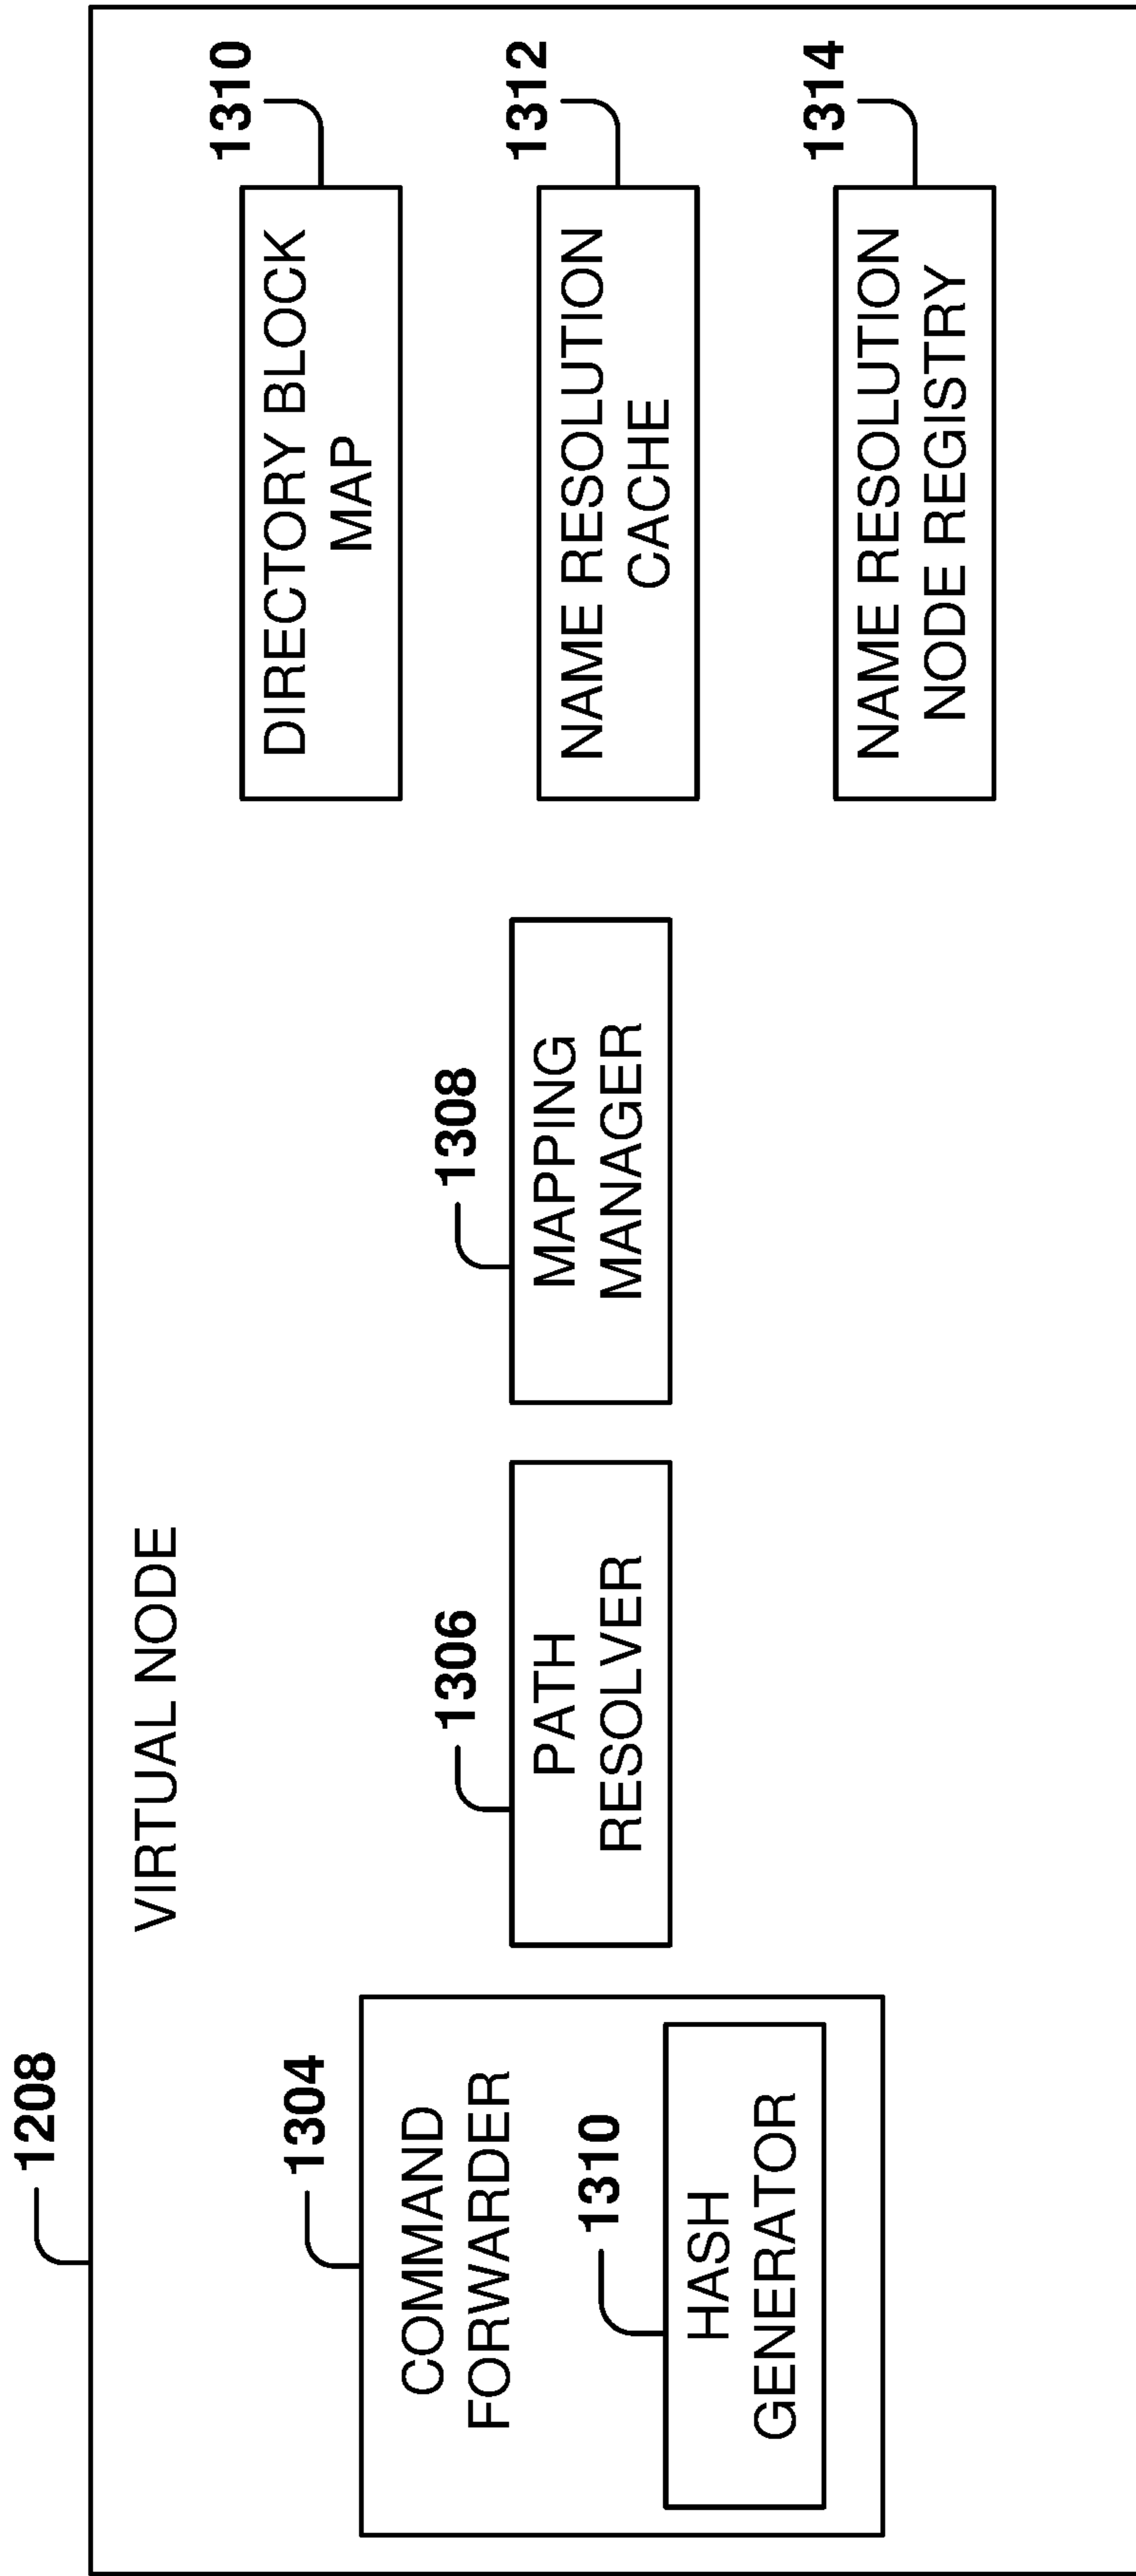 1208
VIRTUAL NODE
1304
COMMAND
FORWARDER
1310
HASH
GENERATOR
1306
PATH
RESOLVER
1308
MAPPING
MANAGER
1310
DIRECTORY BLOCK
MAP
1312
NAME RESOLUTION
CACHE
1314
NAME RESOLUTION
NODE REGISTRY